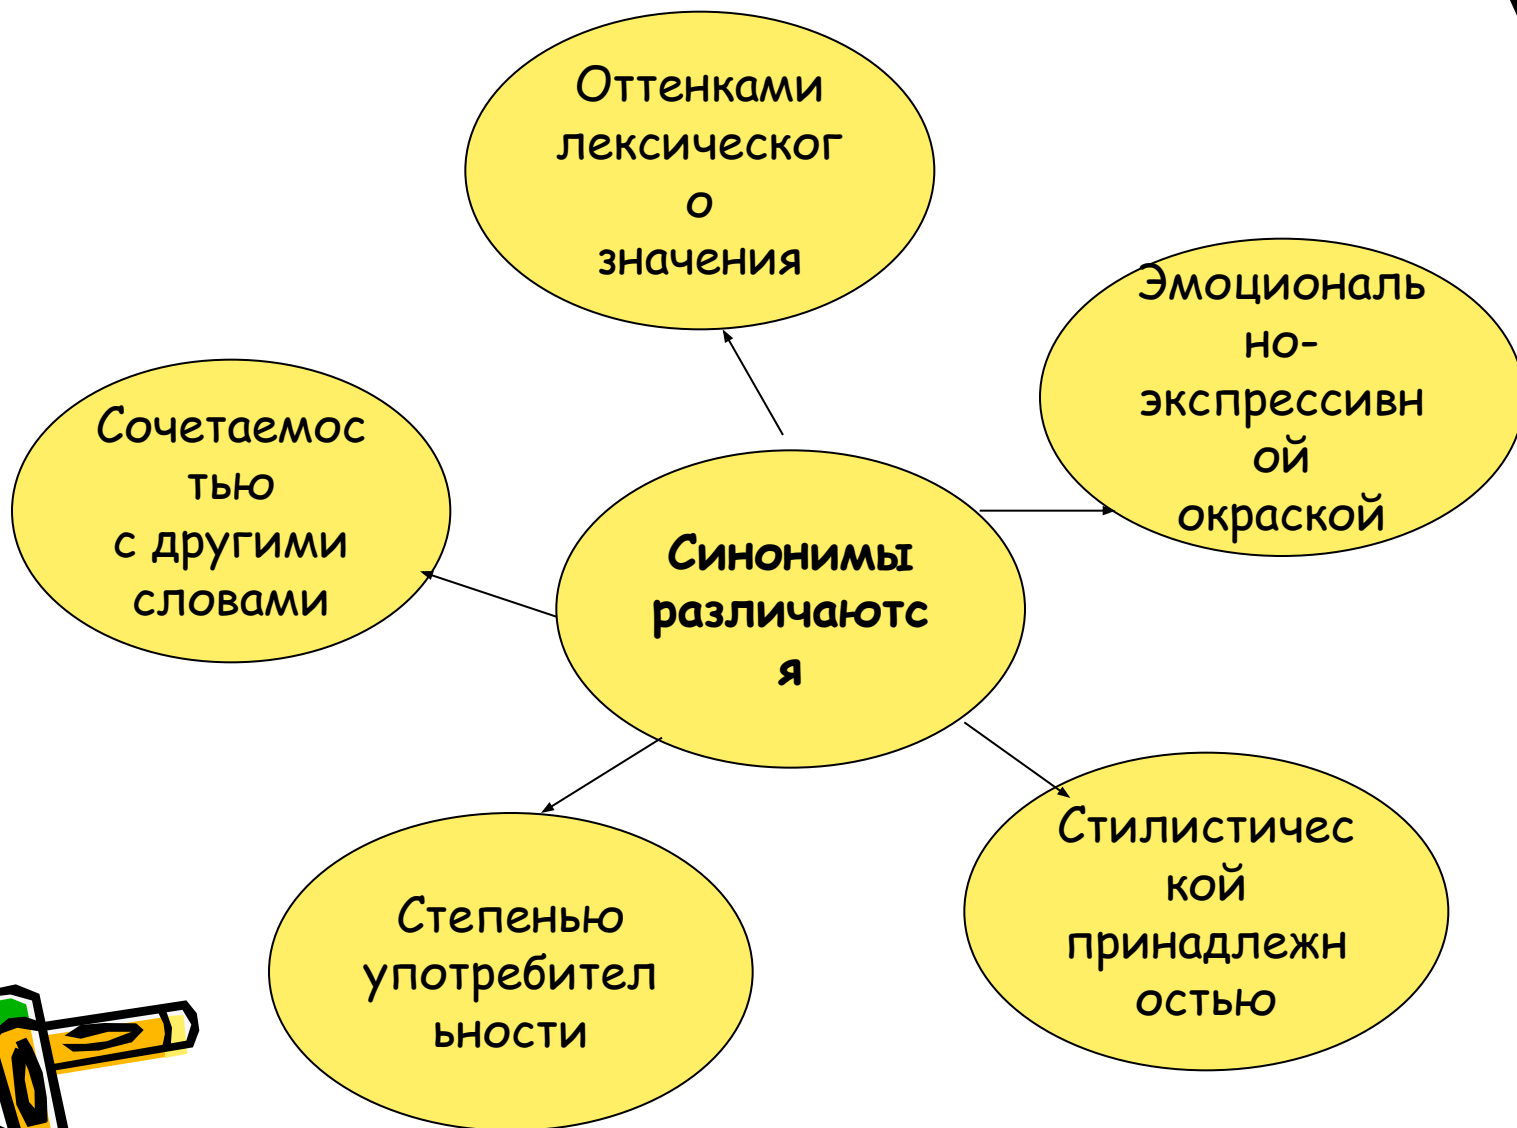 Оттенками
лексическог
о
значения
Эмоциональ
но-
экспрессивн
ой
окраской
Сочетаемос
тью
с другими
словами
Синонимы
различаютс
я
Степенью
употребител
ьности
Стилистичес
кой
принадлежн
остью